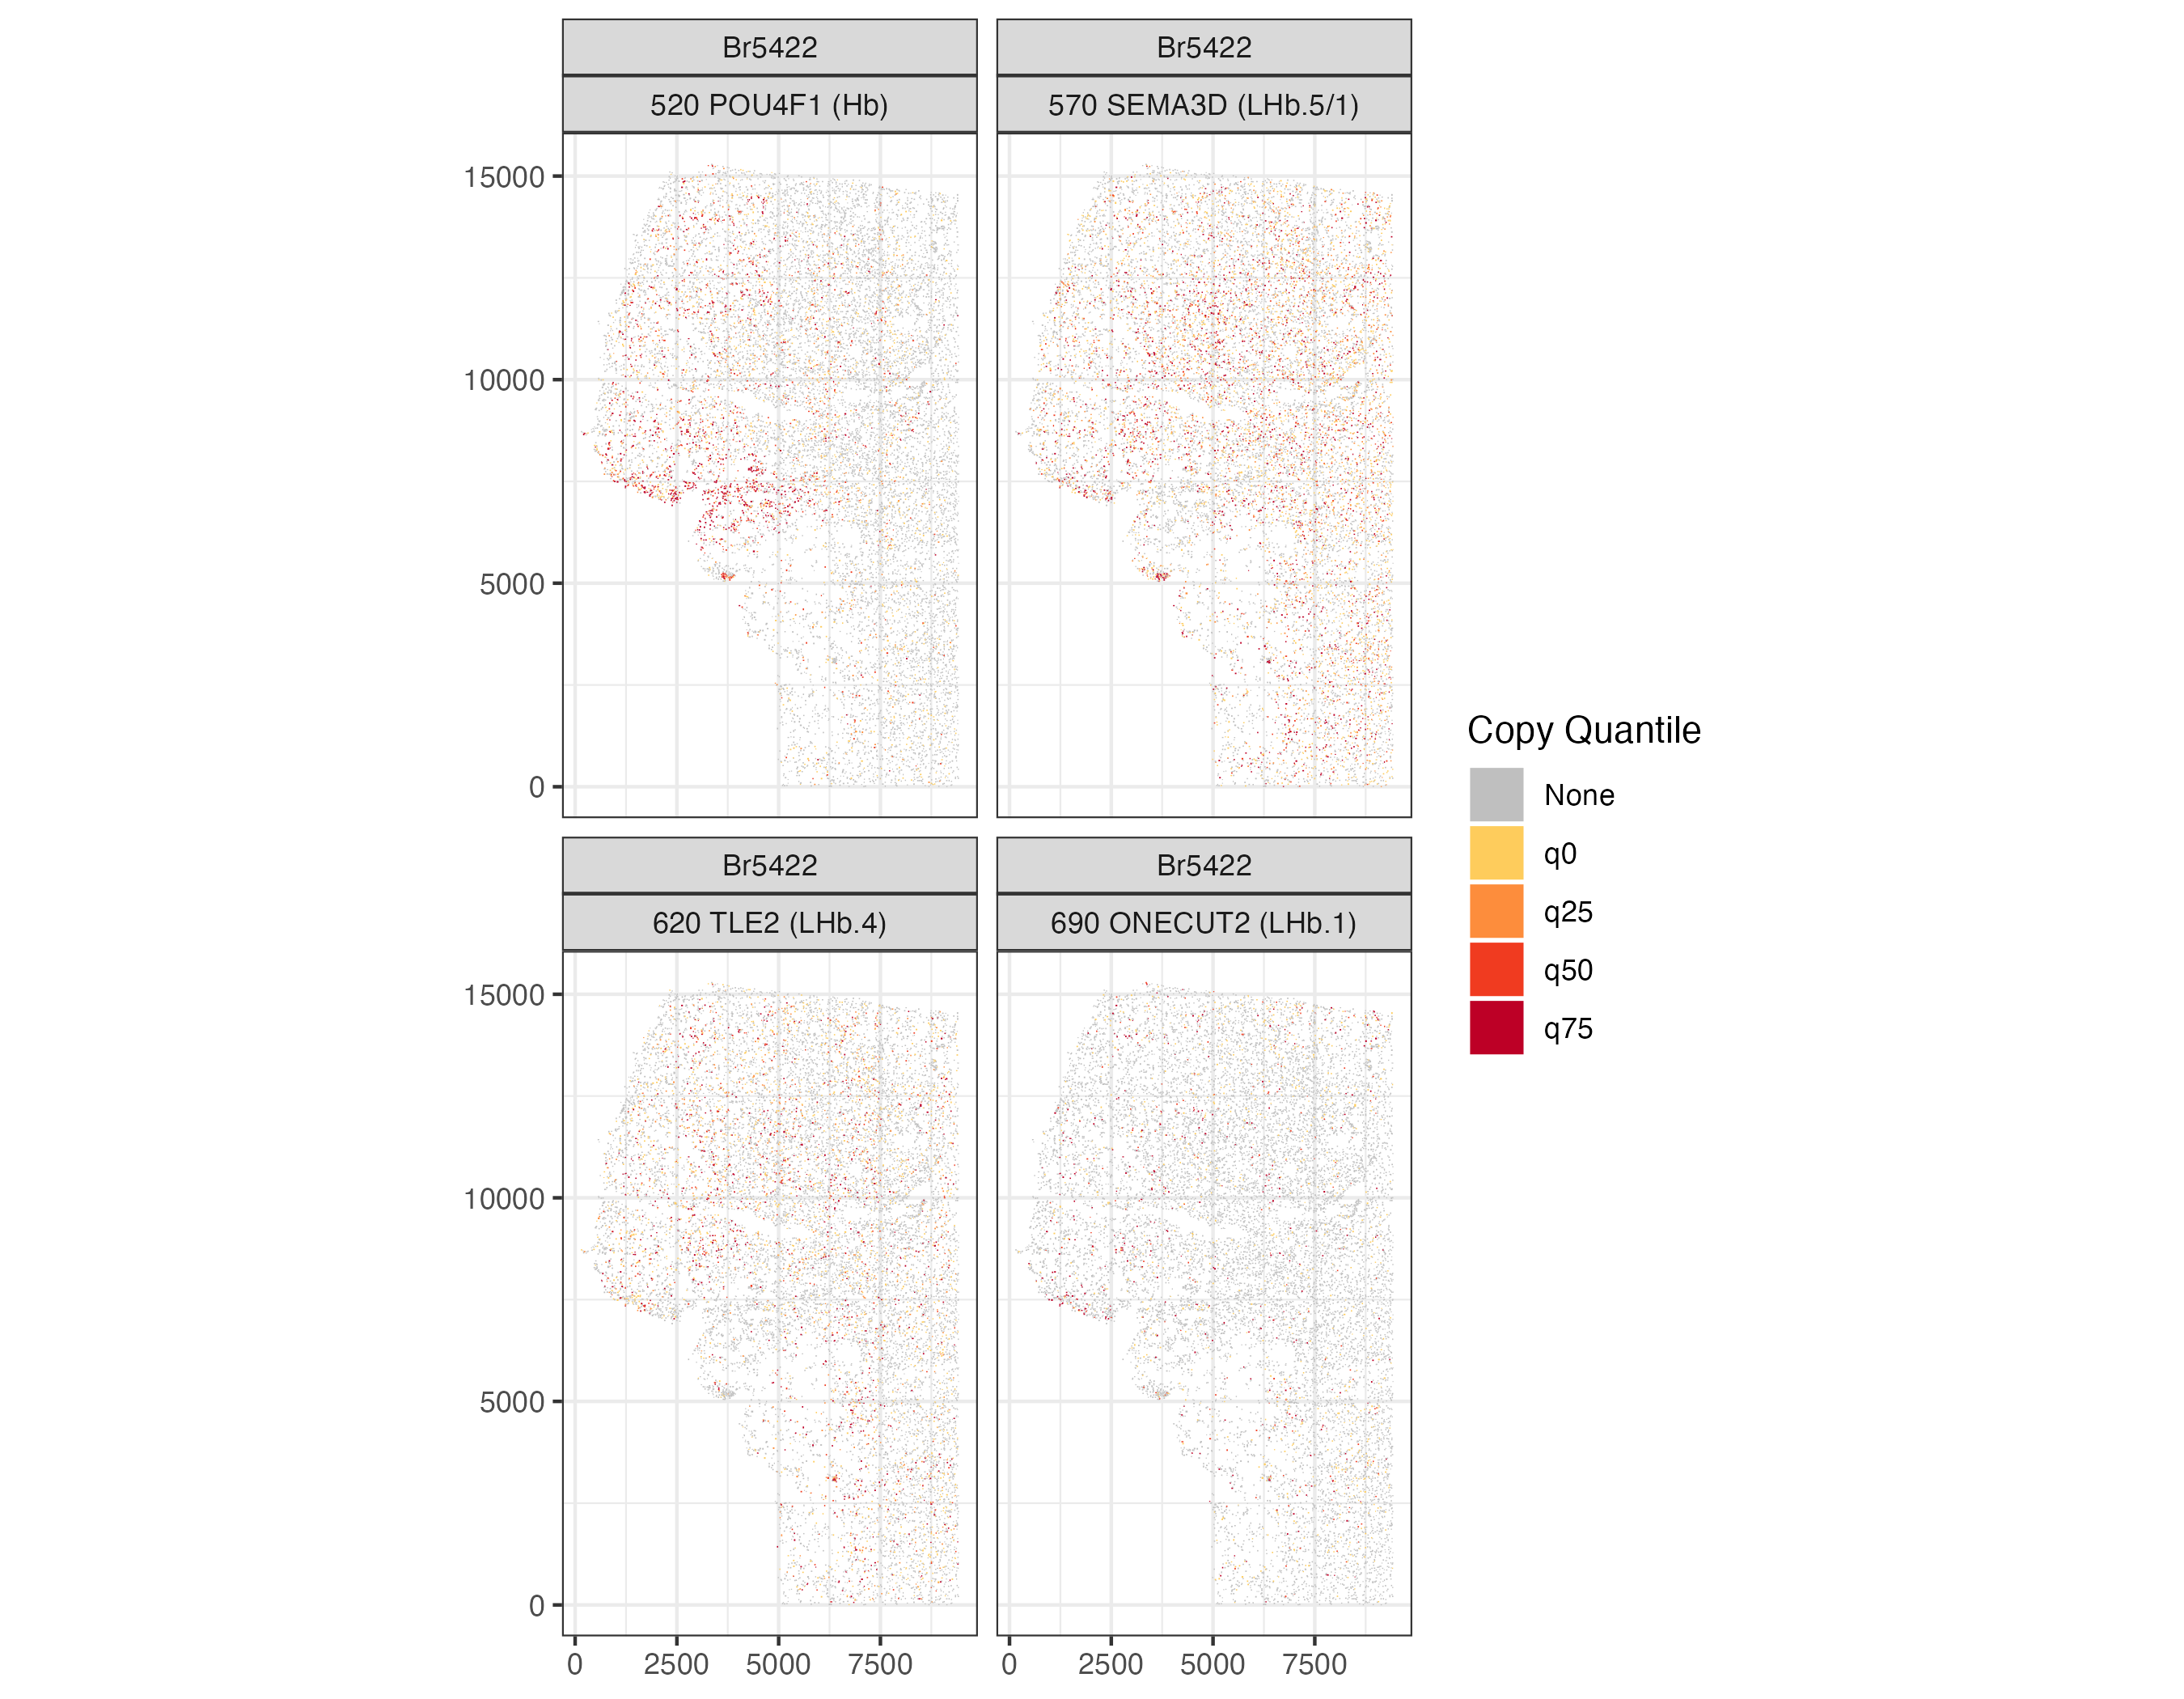 Br5422
Br5422
520 POU4F1 (Hb)
570 SEMA3D (LHb.5/1)
15000
10000
5000
0
Br5422
Br5422
620 TLE2 (LHb.4)
690 ONECUT2 (LHb.1)
15000
10000
5000
0
0 2500 5000 7500
0 2500 5000 7500
Copy Quantile
None
q0
q25
q50
q75